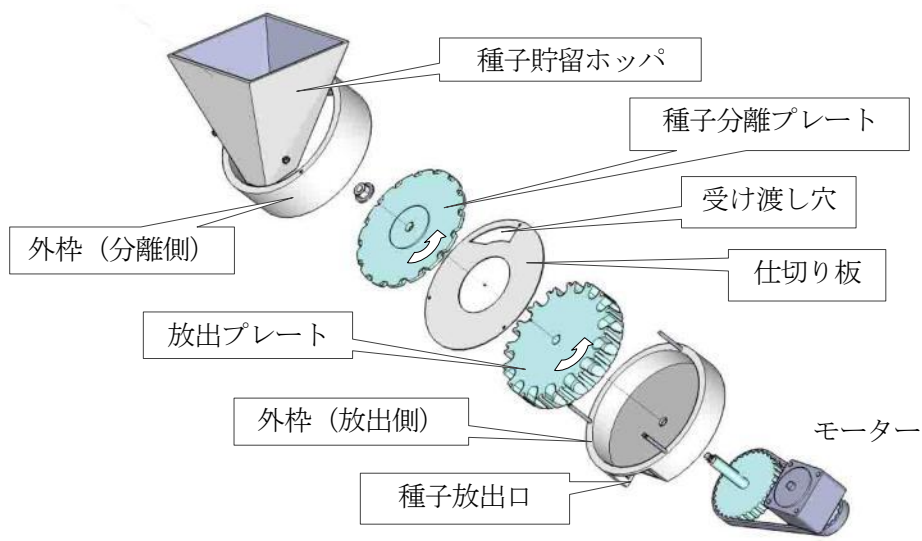 種子貯留ホッパ
種子分離プレート
受け渡し穴
外枠（分離側）
仕切り板
放出プレート
外枠（放出側）
モーター
種子放出口